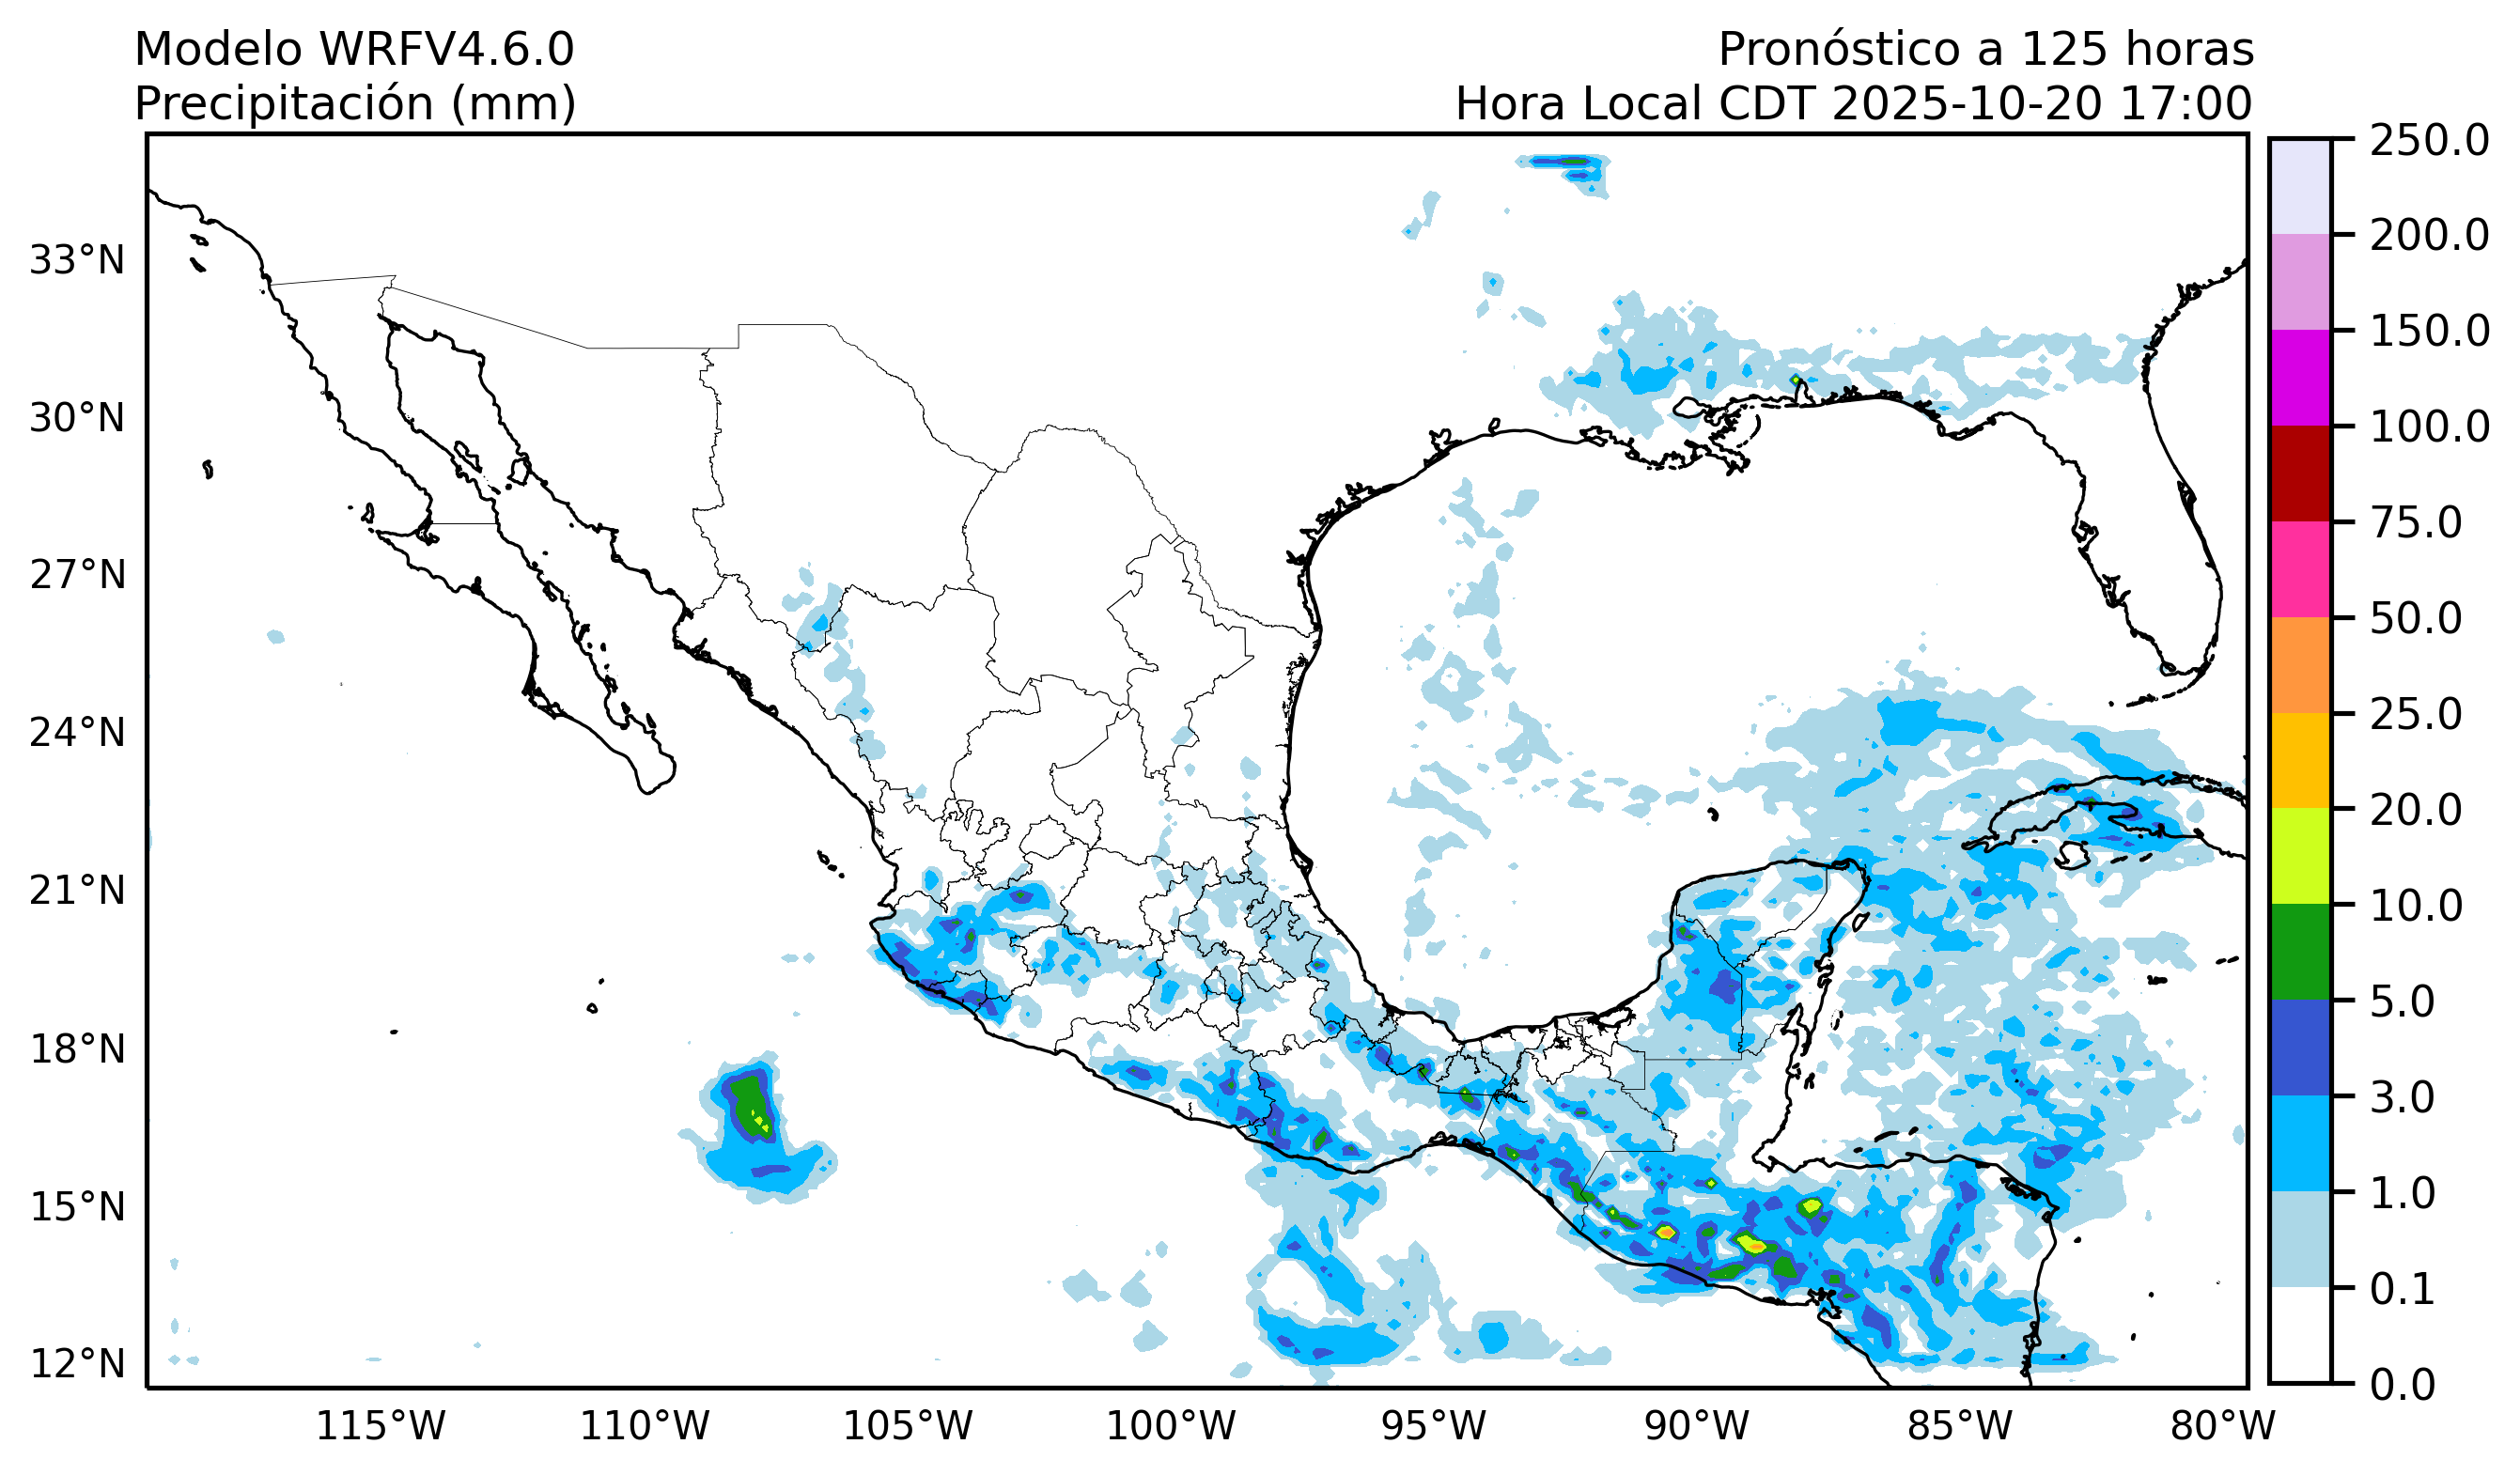 Modelo WRFV4.6.0
Precipitación (mm)
Pronóstico a 125 horas
Hora Local CDT 2025-10-20 17:00
33°N
30°N
27°N
24°N
21°N
18°N
15°N
12°N
115°W
110°W
105°W
100°W
95°W
90°W
85°W
80°W
250.0
200.0
150.0
100.0
75.0
50.0
25.0
20.0
10.0
5.0
3.0
1.0
0.1
0.0